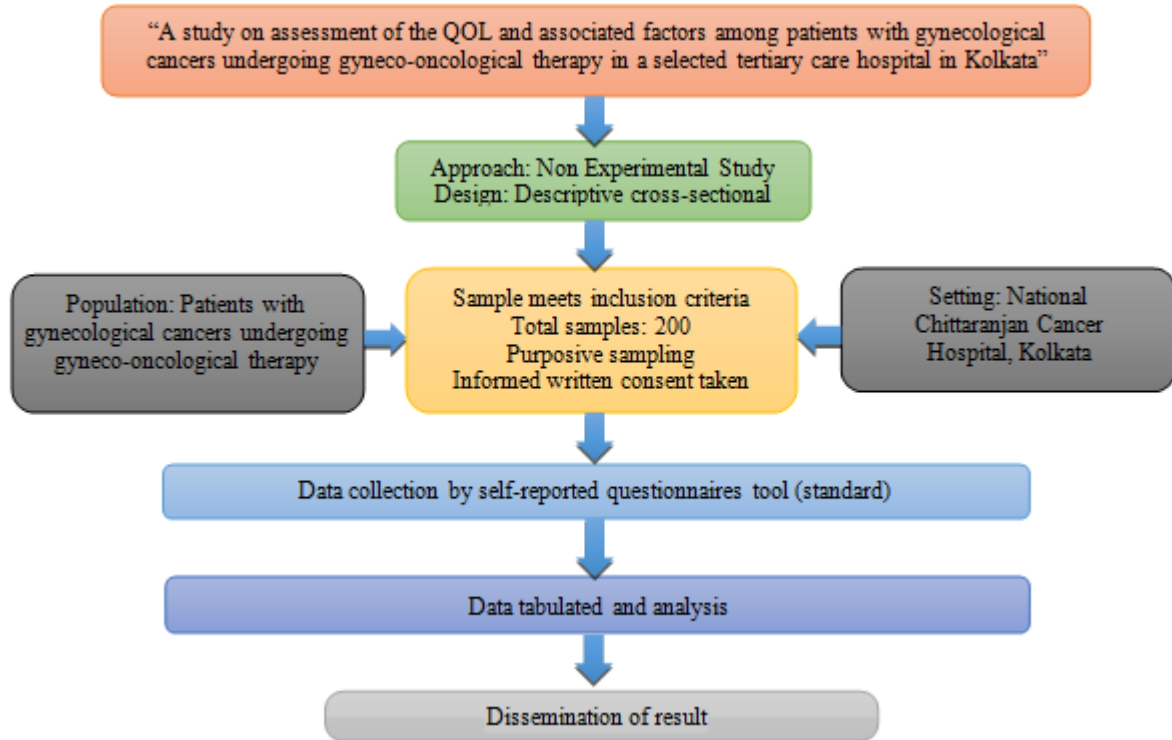 “A study on assessment of the QOL and associated factors among patients with gynecological
cancers undergoing gyneco-oncological therapy in a selected tertiary care hospital in Kolkata”
Approach: Non Experimental Study
Design: Descriptive cross-sectional
Population: Patients with
gynecological cancers undergoing
gyneco-oncological therapy
Sample meets inclusion criteria
Total samples: 200
Purposive sampling
Informed written consent taken
Setting: National
Chittaranjan Cancer
Hospital, Kolkata
Data collection by self-reported questionnaires tool (standard)
Data tabulated and analysis
Dissemination of result